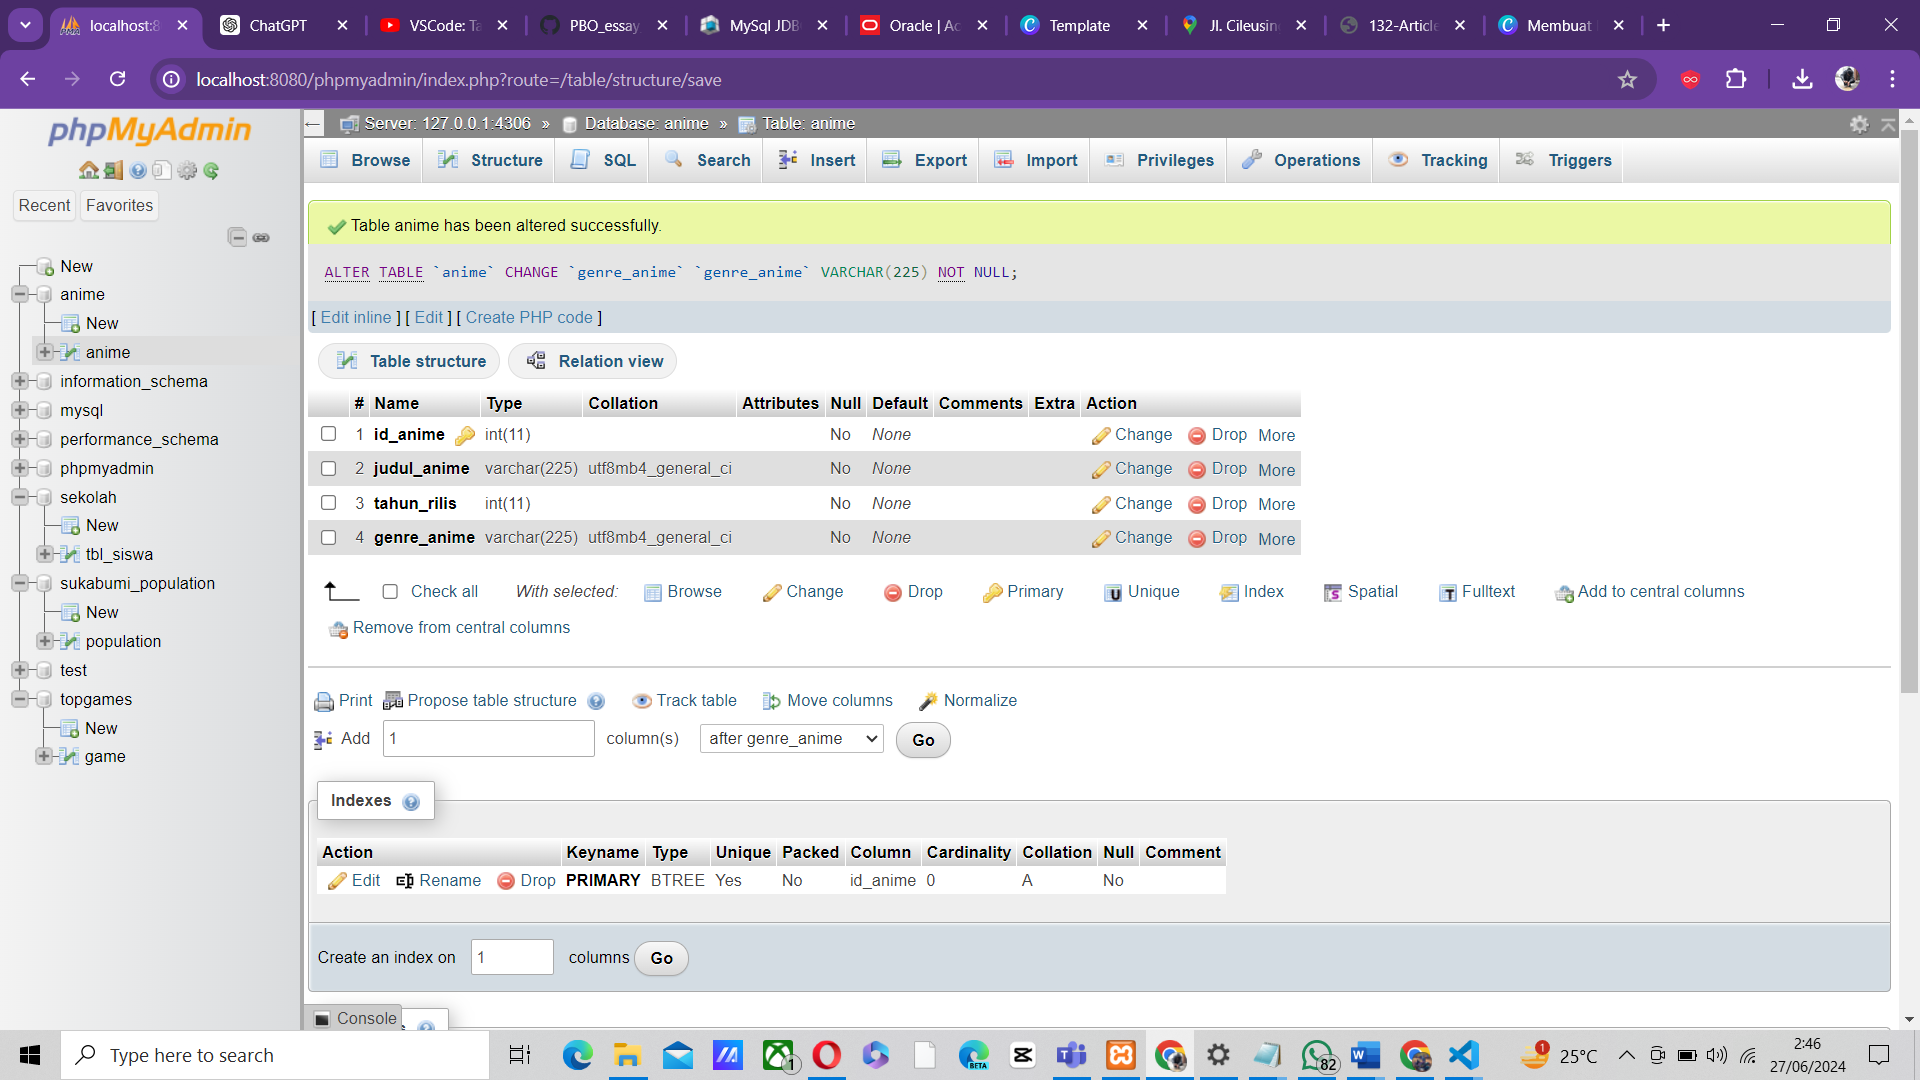 localhost:8
ChatGPT
VSCode: Ta
PBO_essay
MySql JDB
Oracle | Ac
Template
Jl. Cileusin
132-Article
Membuat
localhost:8080/phpmyadmin/index.php?route=/table/structure/save
phpMyAdmin
Recent
Favorites
New
anime
New
anime
information_schema
mysql
performance_schema
phpmyadmin
sekolah
New
tbl_siswa
sukabumi_population
New
population
test
topgames
New
game
Server: 127.0.0.1:4306 » Database: anime » Table: anime
Browse Structure SQL Search Insert Export Import Privileges Operations Tracking Triggers
Table anime has been altered successfully.
ALTER TABLE `anime` CHANGE `genre_anime` `genre_anime` VARCHAR(225) NOT NULL;
[ Edit inline ] [ Edit ] [ Create PHP code ]
Table structure Relation view
# Name Type Collation Attributes Null Default Comments Extra Action
1 id_anime int(11) No None Change Drop More
2 judul_anime varchar(225) utf8mb4_general_ci No None Change Drop More
3 tahun_rilis int(11) No None Change Drop More
4 genre_anime varchar(225) utf8mb4_general_ci No None Change Drop More
Check all With selected: Browse Change Drop Primary Unique Index Spatial Fulltext Add to central columns
Remove from central columns
Print Propose table structure Track table Move columns Normalize
Add 1 column(s) after genre_anime Go
Indexes
Action Keyname Type Unique Packed Column Cardinality Collation Null Comment
Edit Rename Drop PRIMARY BTREE Yes No id_anime 0 A No
Create an index on 1 columns Go
Console
Type here to search
BETA
1
82
1
25°C
2:46
27/06/2024